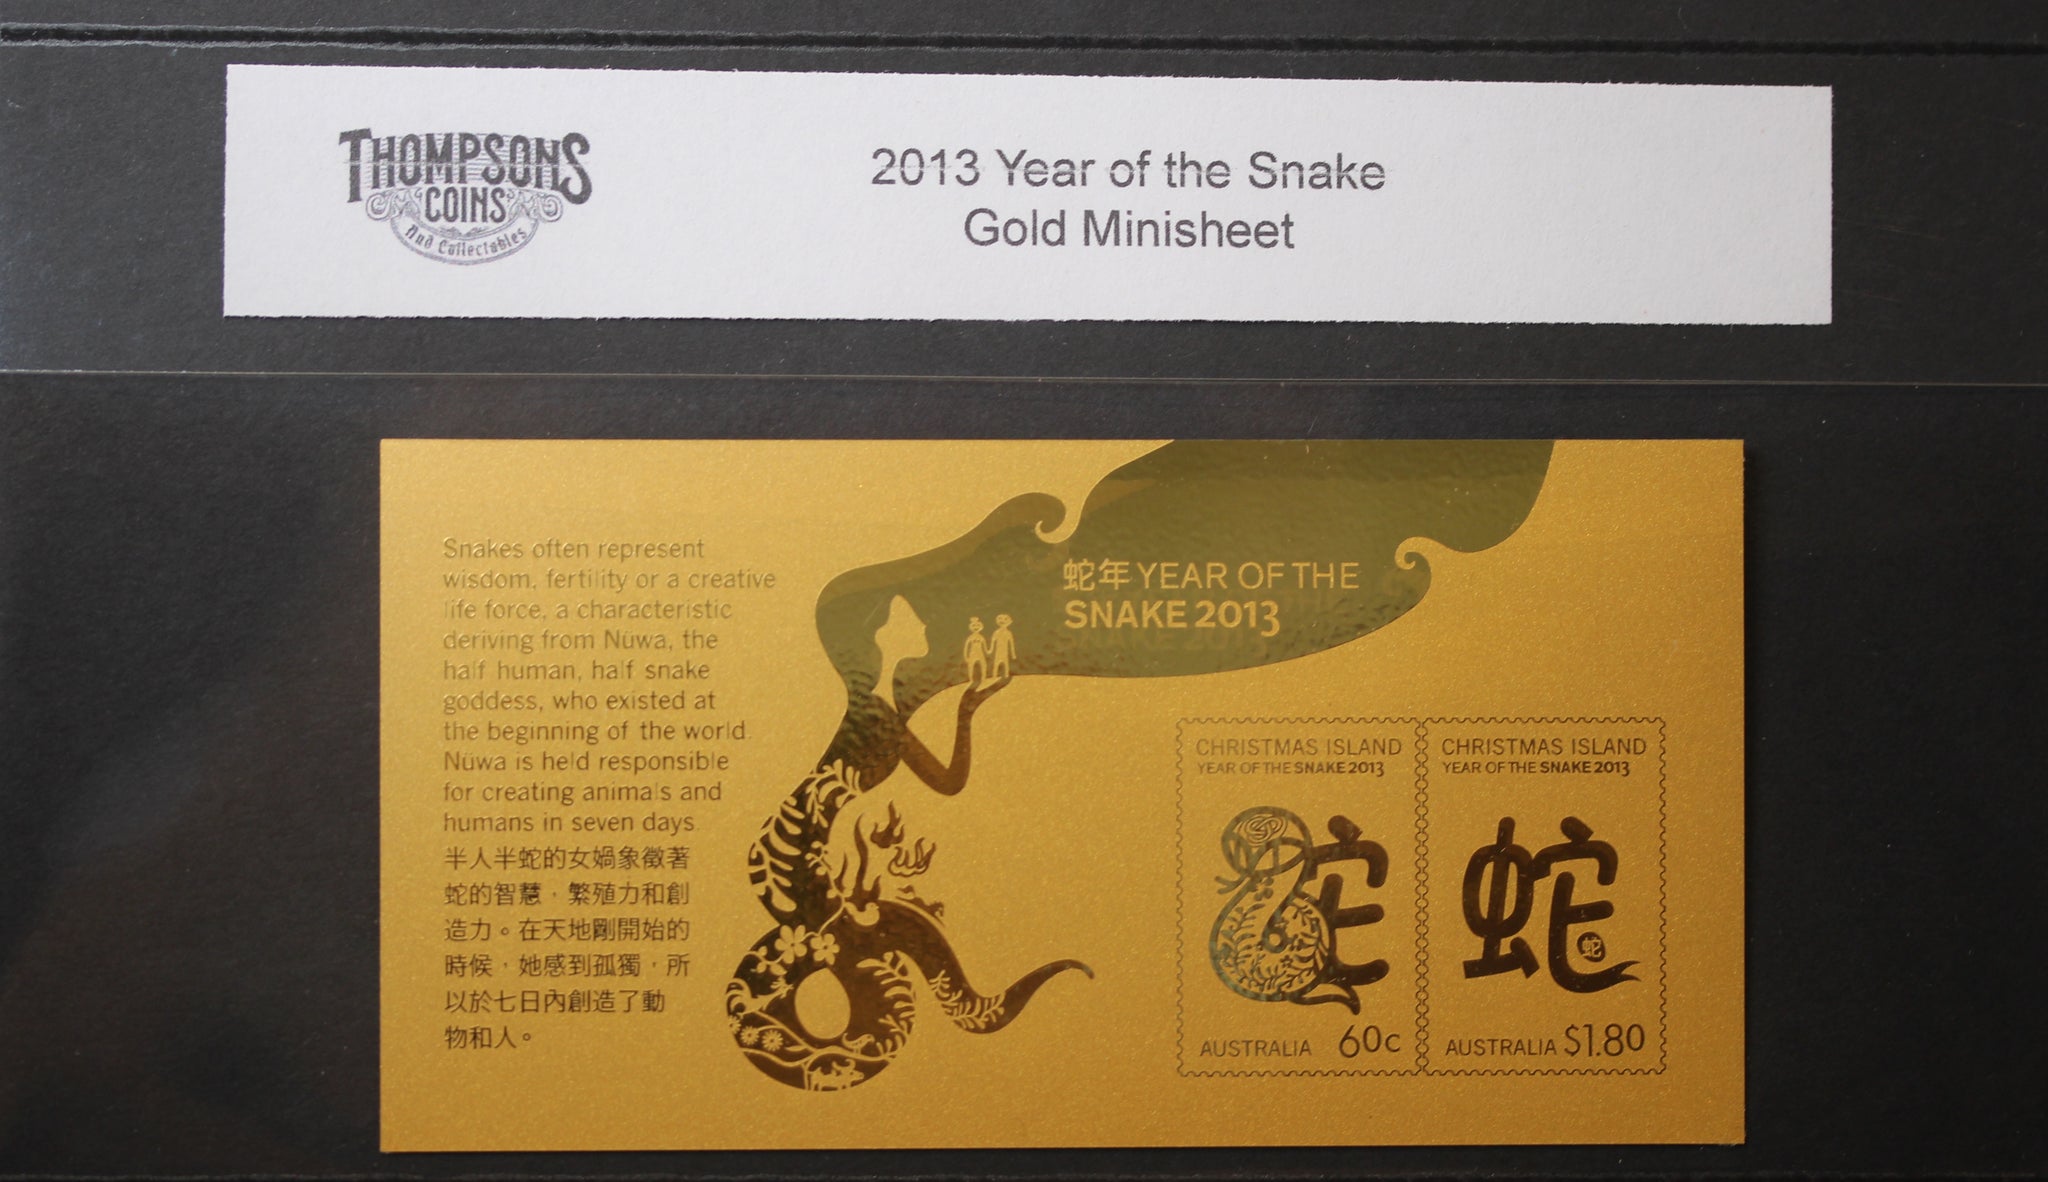 THOMPSONS
COINS
And Collectables
2013 Year of the Snake
Gold Minisheet
Snakes often represent
wisdom, fertility or a creative
life force, a characteristic
deriving from Nüwa, the
half human, half snake
goddess, who existed at
the beginning of the world.
Nüwa is held responsible
for creating animals and
humans in seven days.
半人半蛇的女媧象徵著
蛇的智慧，繁殖力和創
造力。在天地剛開始的
時候，她感到孤獨，所
以於七日內創造了動
物和人。
蛇年 YEAR OF THE
SNAKE 2013
CHRISTMAS ISLAND
YEAR OF THE SNAKE 2013
蛇
AUSTRALIA 60c
CHRISTMAS ISLAND
YEAR OF THE SNAKE 2013
蛇
蛇
AUSTRALIA $1.80